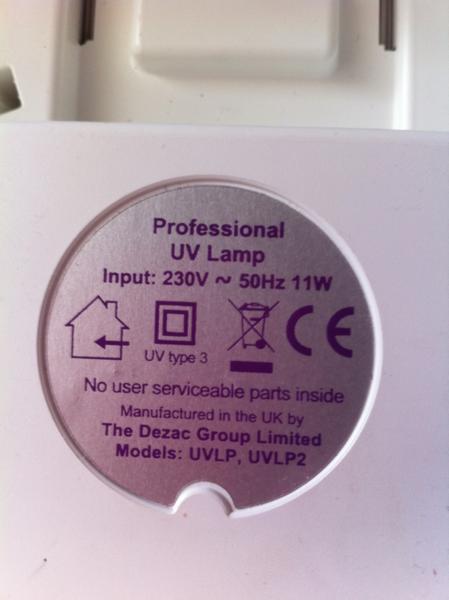 Professional
UV Lamp
Input: 230V ~ 50Hz 11W
UV type 3
CE
No user serviceable parts inside
Manufactured in the UK by
The Dezac Group Limited
Models: UVLP, UVLP2